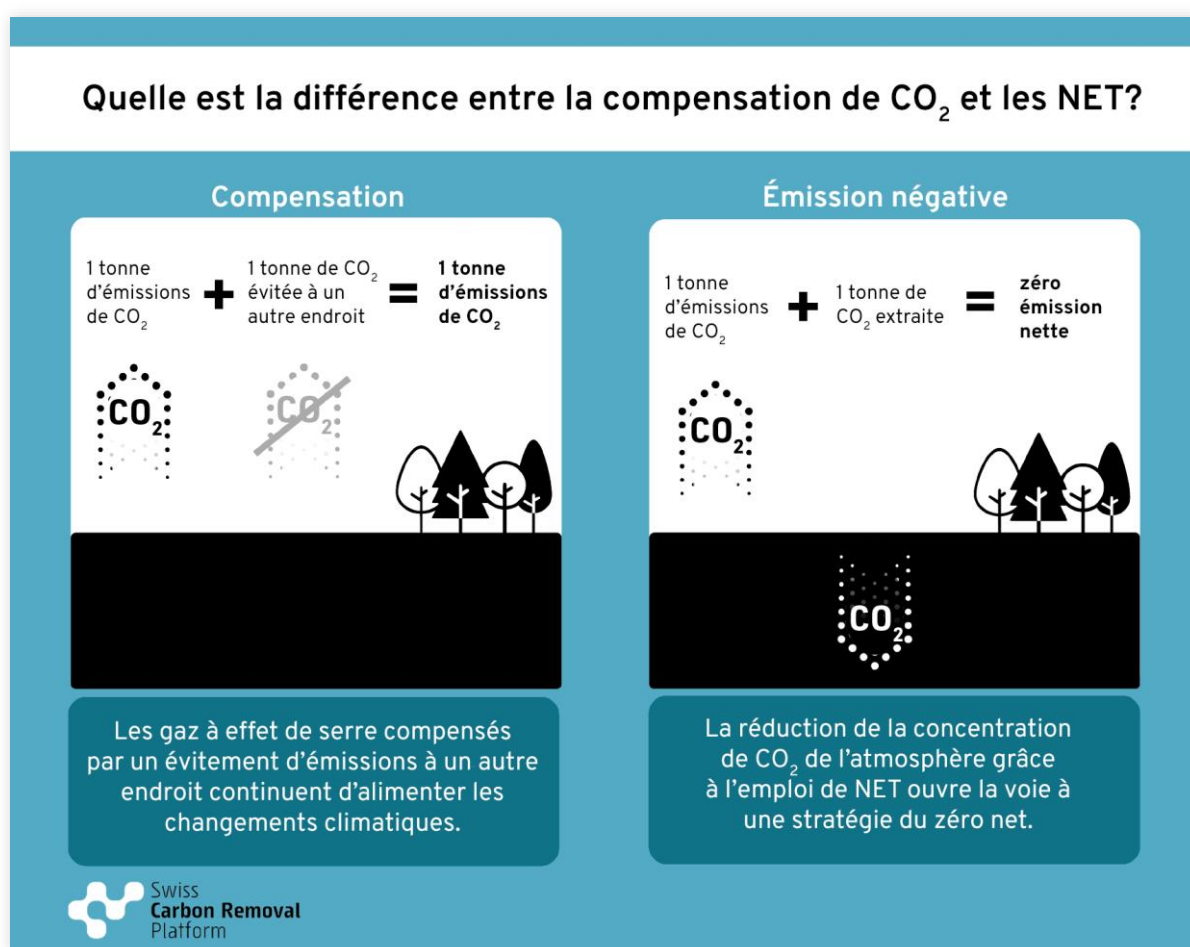 Quelle est la différence entre la compensation de CO₂ et les NET?
Compensation
1 tonne
d'émissions
de CO₂
+
1 tonne de CO₂
évitée à un
autre endroit
=
1 tonne
d'émissions
de CO₂
CO₂
CO₂
Les gaz à effet de serre compensés
par un évitement d'émissions à un autre
endroit continuent d'alimenter les
changements climatiques.
Émission négative
1 tonne
d'émissions
de CO₂
+
1 tonne de
CO₂ extraite
=
zéro
émission
nette
CO₂
CO₂
La réduction de la concentration
de CO₂ de l'atmosphère grâce
à l'emploi de NET ouvre la voie à
une stratégie du zéro net.
Swiss
Carbon Removal
Platform